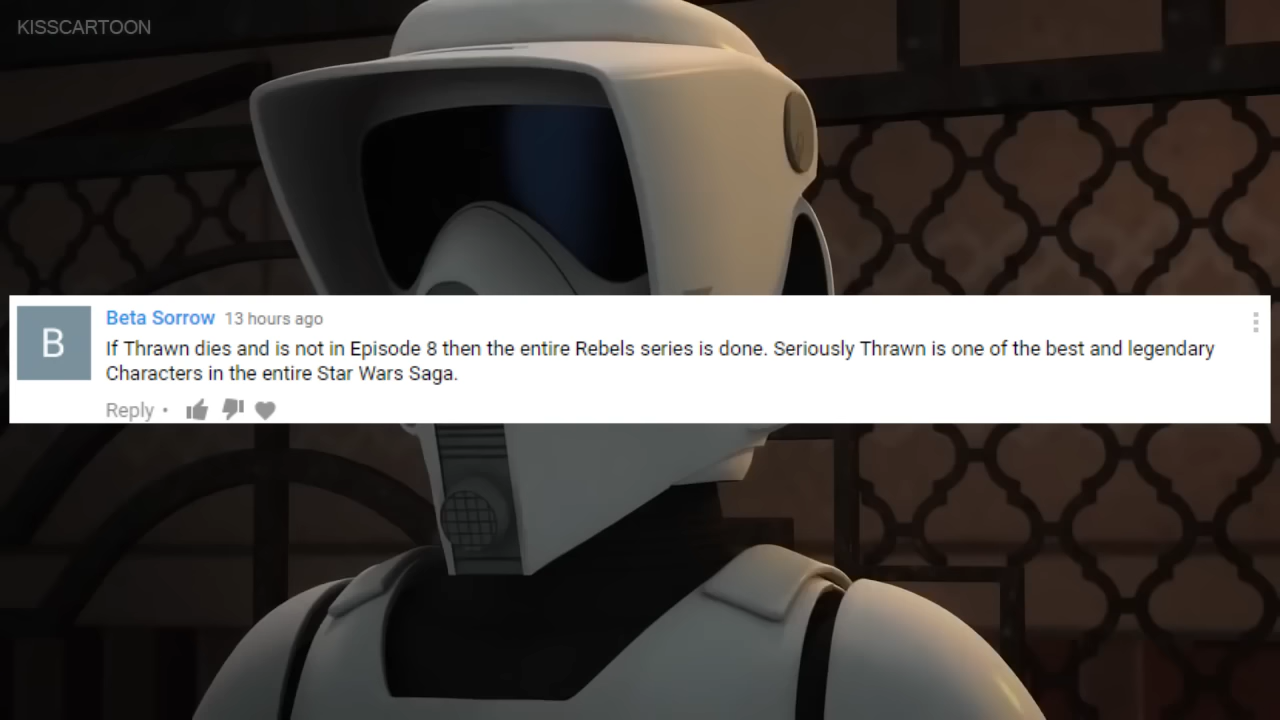 KISSCARTOON
B
Beta Sorrow 13 hours ago
If Thrawn dies and is not in Episode 8 then the entire Rebels series is done. Seriously Thrawn is one of the best and legendary
Characters in the entire Star Wars Saga.
Reply •